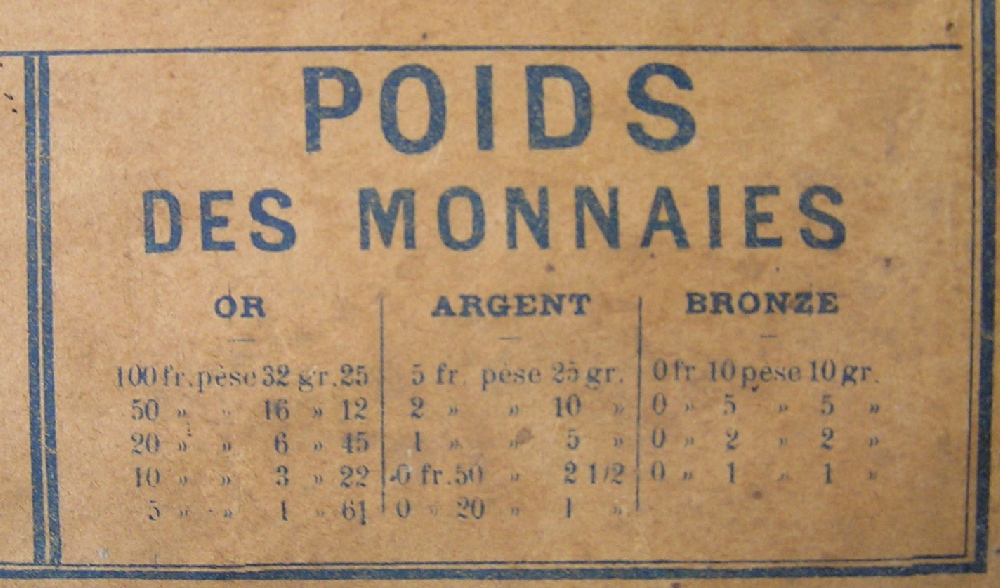 POIDS
DES MONNAIES
OR
100 fr. pèse 32 gr. 25
50 » » 16 » 12
20 » » 6 » 45
10 » » 3 » 22
5 » » 1 » 61
ARGENT
5 fr. pèse 25 gr.
2 » » 10 »
1 » » 5 »
0 fr. 50 » 2 1/2
0 » 20 » 1 »
BRONZE
0 fr 10 pèse 10 gr.
0 » 5 » 5 »
0 » 2 » 2 »
0 » 1 » 1 »